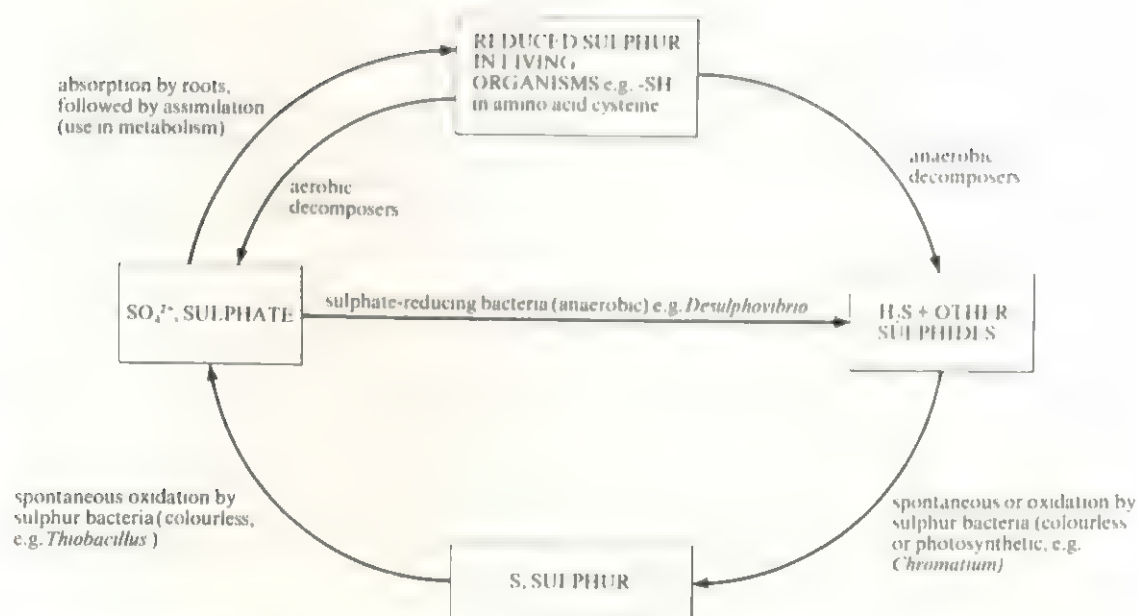 REDUCED SULPHUR
IN LIVING
ORGANISMS e.g. -SH
in amino acid cysteine
absorption by roots,
followed by assimilation
(use in metabolism)
anaerobic
decomposers
aerobic
decomposers
SO₄²⁺, SULPHATE
sulphate-reducing bacteria (anaerobic) e.g. Desulphovibrio
H₂S + OTHER
SULPHIDES
spontaneous oxidation by
sulphur bacteria (colourless,
e.g. Thiobacillus )
spontaneous or oxidation by
sulphur bacteria (colourless
or photosynthetic, e.g.
Chromatium)
S, SULPHUR